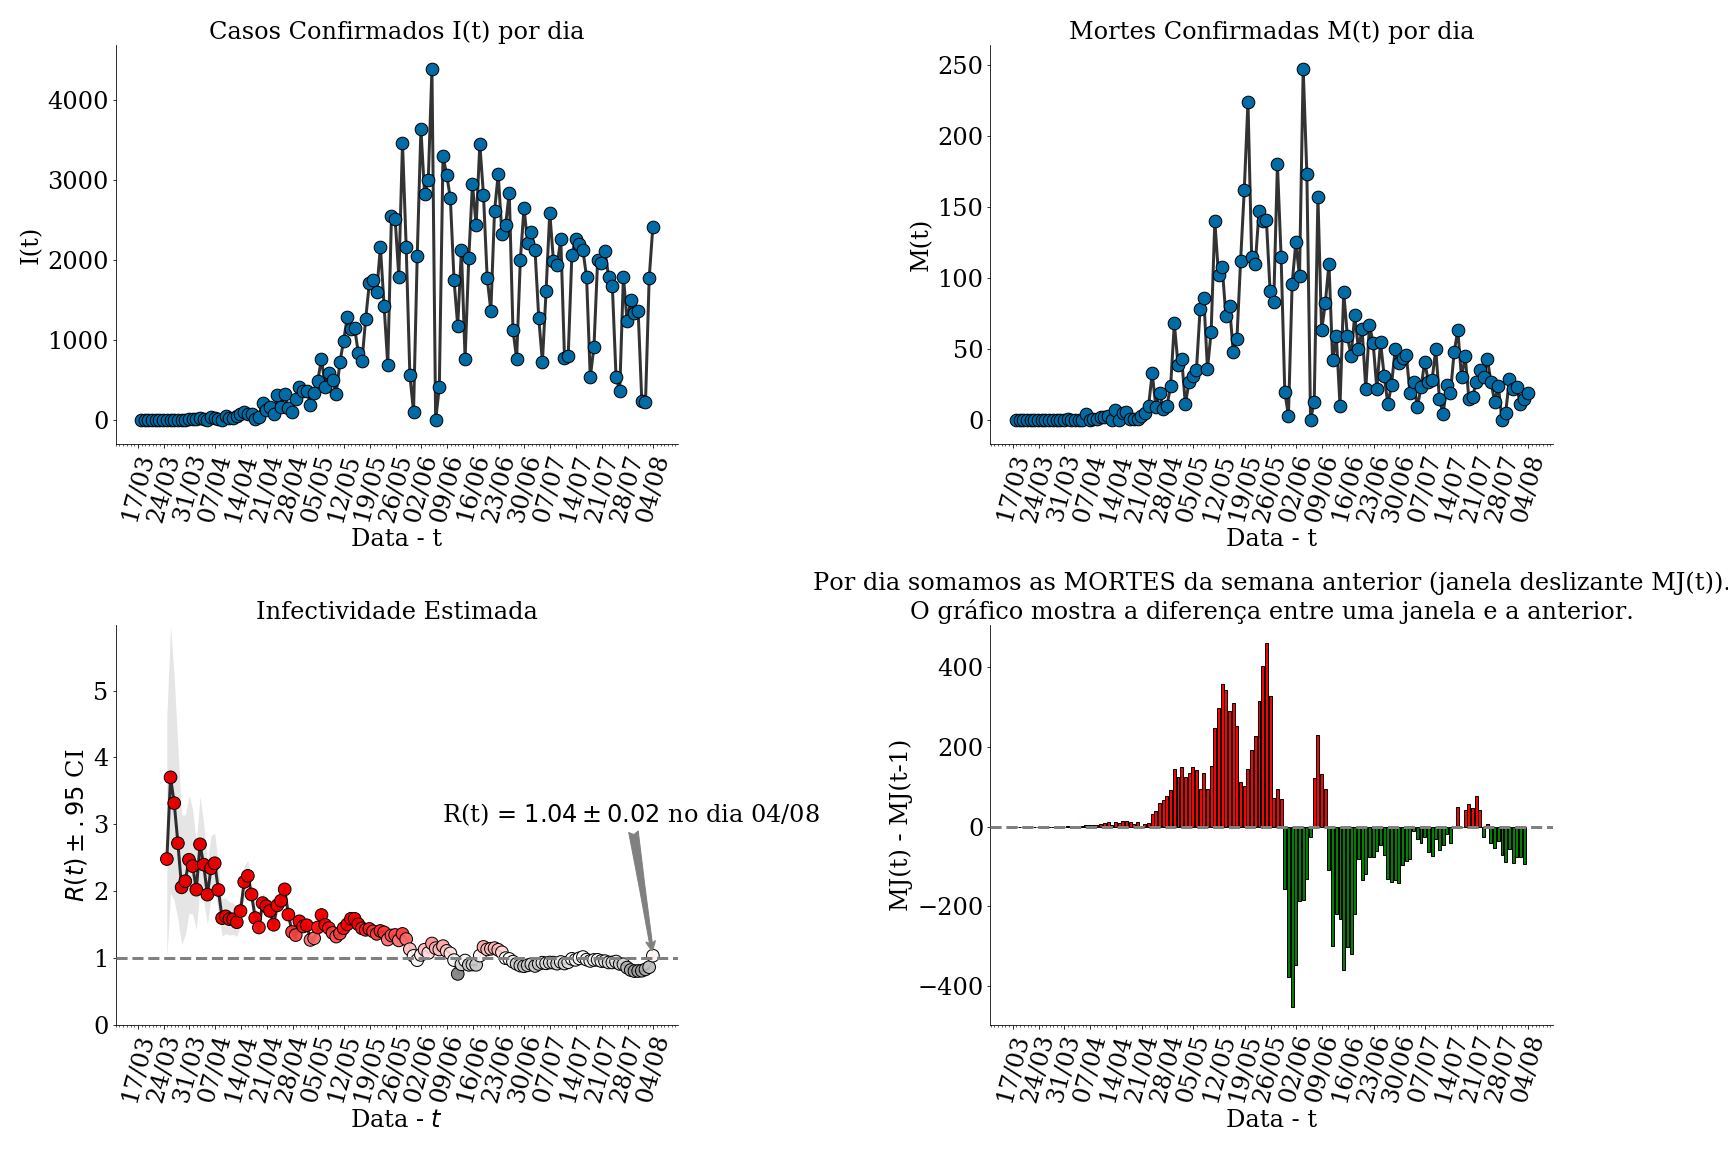 Casos Confirmados I(t) por dia
I(t)
4000
3000
2000
1000
0
17/03 24/03 31/03 07/04 14/04 21/04 28/04 05/05 12/05 19/05 26/05 02/06 09/06 16/06 23/06 30/06 07/07 14/07 21/07 28/07 04/08
Data - t
Mortes Confirmadas M(t) por dia
M(t)
250
200
150
100
50
0
17/03 24/03 31/03 07/04 14/04 21/04 28/04 05/05 12/05 19/05 26/05 02/06 09/06 16/06 23/06 30/06 07/07 14/07 21/07 28/07 04/08
Data - t
Infectividade Estimada
R(t) ± .95 CI
5
4
3
2
1
0
R(t) = 1.04 ± 0.02 no dia 04/08
17/03 24/03 31/03 07/04 14/04 21/04 28/04 05/05 12/05 19/05 26/05 02/06 09/06 16/06 23/06 30/06 07/07 14/07 21/07 28/07 04/08
Data - t
Por dia somamos as MORTES da semana anterior (janela deslizante MJ(t)).
O gráfico mostra a diferença entre uma janela e a anterior.
MJ(t) - MJ(t-1)
400
200
0
−200
−400
17/03 24/03 31/03 07/04 14/04 21/04 28/04 05/05 12/05 19/05 26/05 02/06 09/06 16/06 23/06 30/06 07/07 14/07 21/07 28/07 04/08
Data - t